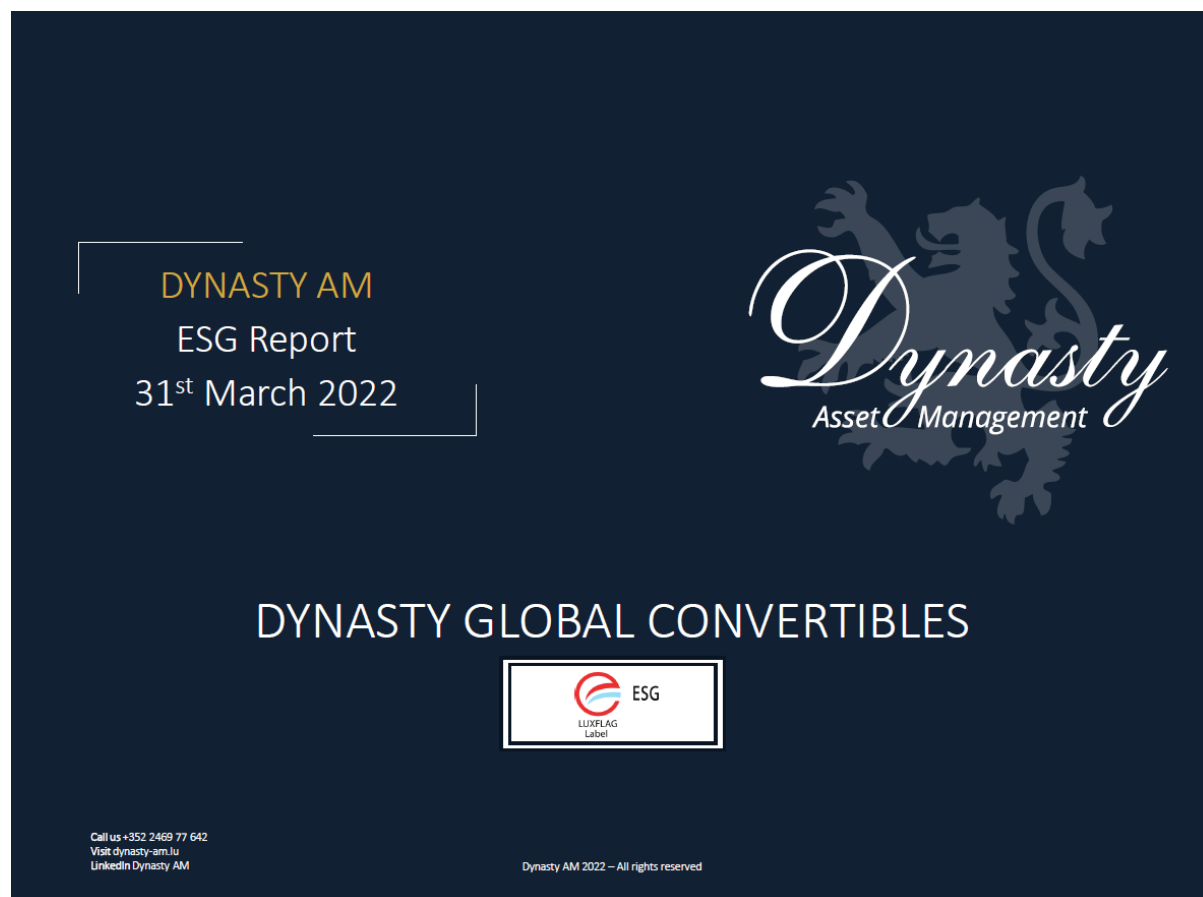 DYNASTY AM
ESG Report
31st March 2022
Dynasty
Asset Management
DYNASTY GLOBAL CONVERTIBLES
ESG
LUXFLAG
Label
Call us +352 2469 77 642
Visit dynasty-am.lu
LinkedIn Dynasty AM
Dynasty AM 2022 – All rights reserved